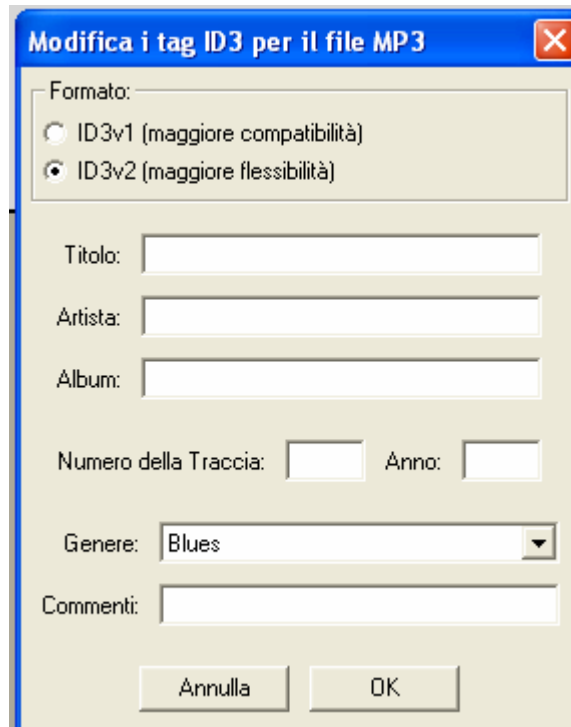 Modifica i tag ID3 per il file MP3
Formato:
ID3v1 (maggiore compatibilità)
ID3v2 (maggiore flessibilità)
Titolo:
Artista:
Album:
Numero della Traccia: Anno:
Genere: Blues
Commenti:
Annulla OK